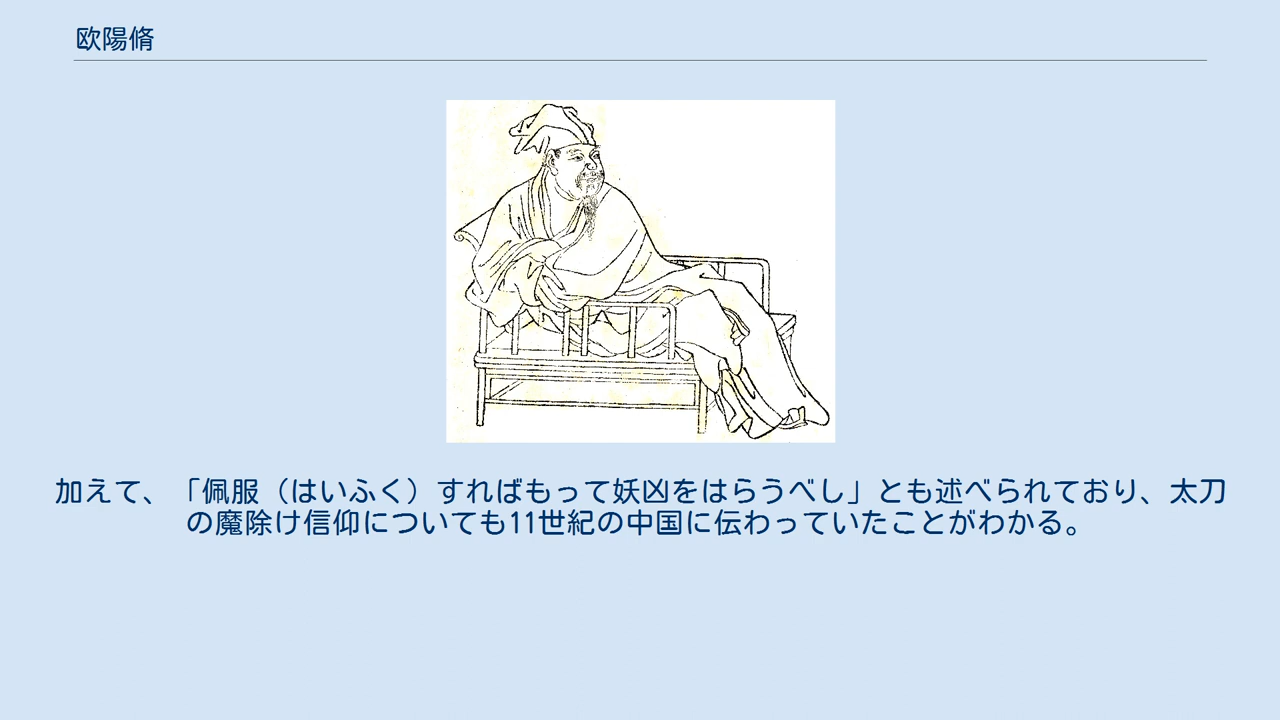 欧陽脩
加えて、「佩服（はいふく）すればもって妖凶をはらうべし」とも述べられており、太刀
の魔除け信仰についても11世紀の中国に伝わっていたことがわかる。